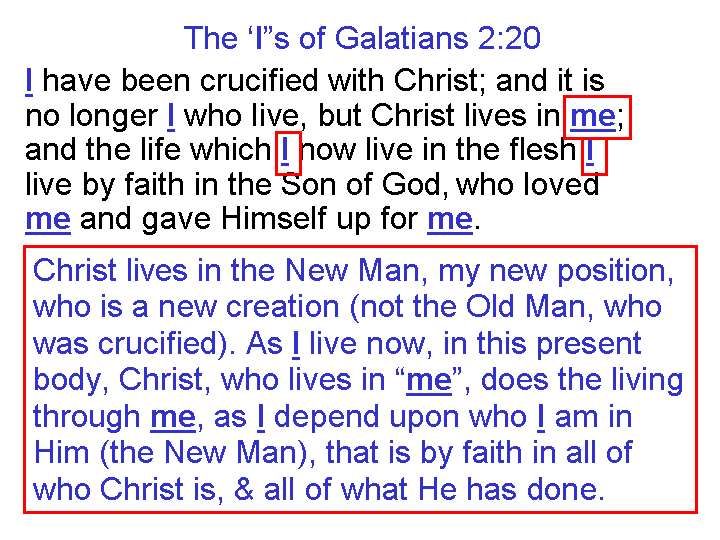 The ‘I”s of Galatians 2:20
I have been crucified with Christ; and it is
no longer I who live, but Christ lives in me;
and the life which I now live in the flesh I
live by faith in the Son of God, who loved
me and gave Himself up for me.
Christ lives in the New Man, my new position,
who is a new creation (not the Old Man, who
was crucified). As I live now, in this present
body, Christ, who lives in “me”, does the living
through me, as I depend upon who I am in
Him (the New Man), that is by faith in all of
who Christ is, & all of what He has done.